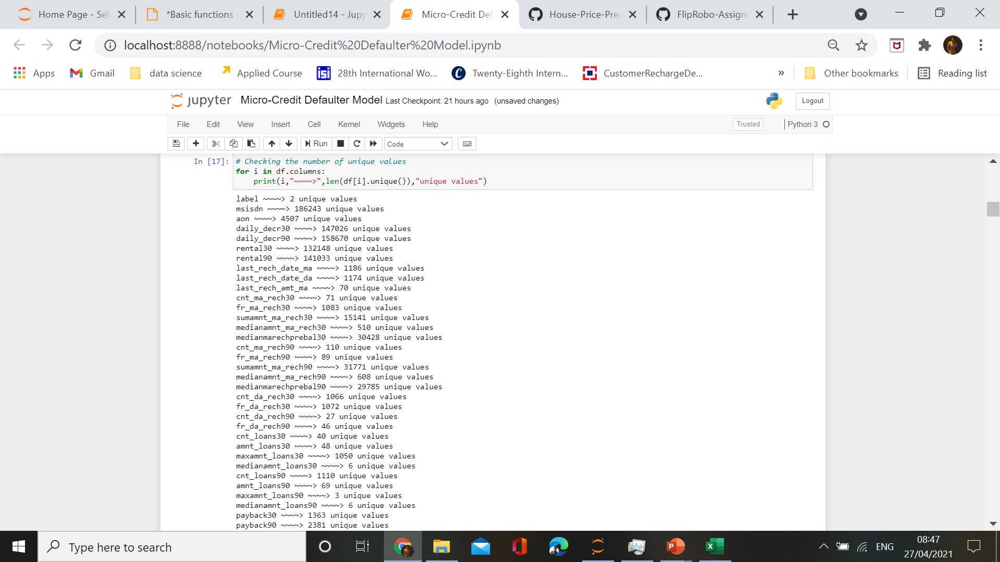 Home Page - Sel
*Basic functions -
Untitled14 - Jupy
Micro-Credit Def
House-Price-Pred
FlipRobo-Assignm
localhost:8888/notebooks/Micro-Credit%20Defaulter%20Model.ipynb
Apps
Gmail
data science
Applied Course
28th International Wo...
Twenty-Eighth Intern...
CustomerRechargeDe...
»
Other bookmarks
Reading list
jupyter Micro-Credit Defaulter Model Last Checkpoint: 21 hours ago (unsaved changes)
Logout
File Edit View Insert Cell Kernel Widgets Help
Trusted
Python 3
Run
Code
In [17]: # Checking the number of unique values
for i in df.columns:
    print(i,"~~~~>",len(df[i].unique()),"unique values")
label ~~~~> 2 unique values
msisdn ~~~~> 186243 unique values
aon ~~~~> 4507 unique values
daily_decr30 ~~~~> 147026 unique values
daily_decr90 ~~~~> 158670 unique values
rental30 ~~~~> 132148 unique values
rental90 ~~~~> 141033 unique values
last_rech_date_ma ~~~~> 1186 unique values
last_rech_date_da ~~~~> 1174 unique values
last_rech_amt_ma ~~~~> 70 unique values
cnt_ma_rech30 ~~~~> 71 unique values
fr_ma_rech30 ~~~~> 1083 unique values
sumamnt_ma_rech30 ~~~~> 15141 unique values
medianamnt_ma_rech30 ~~~~> 510 unique values
medianmarechprebal30 ~~~~> 30428 unique values
cnt_ma_rech90 ~~~~> 110 unique values
fr_ma_rech90 ~~~~> 89 unique values
sumamnt_ma_rech90 ~~~~> 31771 unique values
medianamnt_ma_rech90 ~~~~> 608 unique values
medianmarechprebal90 ~~~~> 29785 unique values
cnt_da_rech30 ~~~~> 1066 unique values
fr_da_rech30 ~~~~> 1072 unique values
cnt_da_rech90 ~~~~> 27 unique values
fr_da_rech90 ~~~~> 46 unique values
cnt_loans30 ~~~~> 40 unique values
amnt_loans30 ~~~~> 48 unique values
maxamnt_loans30 ~~~~> 1050 unique values
medianamnt_loans30 ~~~~> 6 unique values
cnt_loans90 ~~~~> 1110 unique values
amnt_loans90 ~~~~> 69 unique values
maxamnt_loans90 ~~~~> 3 unique values
medianamnt_loans90 ~~~~> 6 unique values
payback30 ~~~~> 1363 unique values
payback90 ~~~~> 2381 unique values
Type here to search
ENG
08:47
27/04/2021